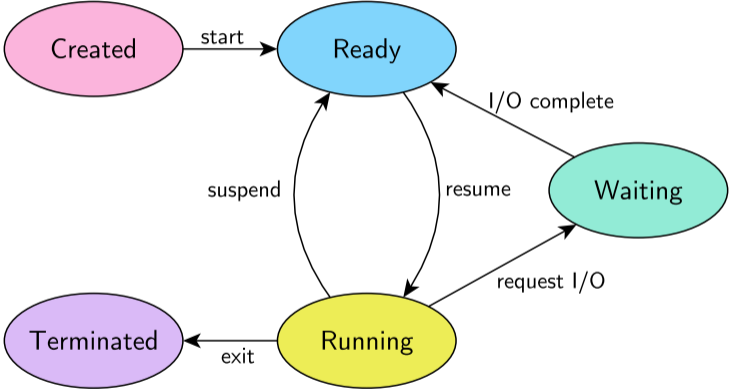 Created
start
Ready
I/O complete
suspend
resume
Waiting
request I/O
Terminated
exit
Running